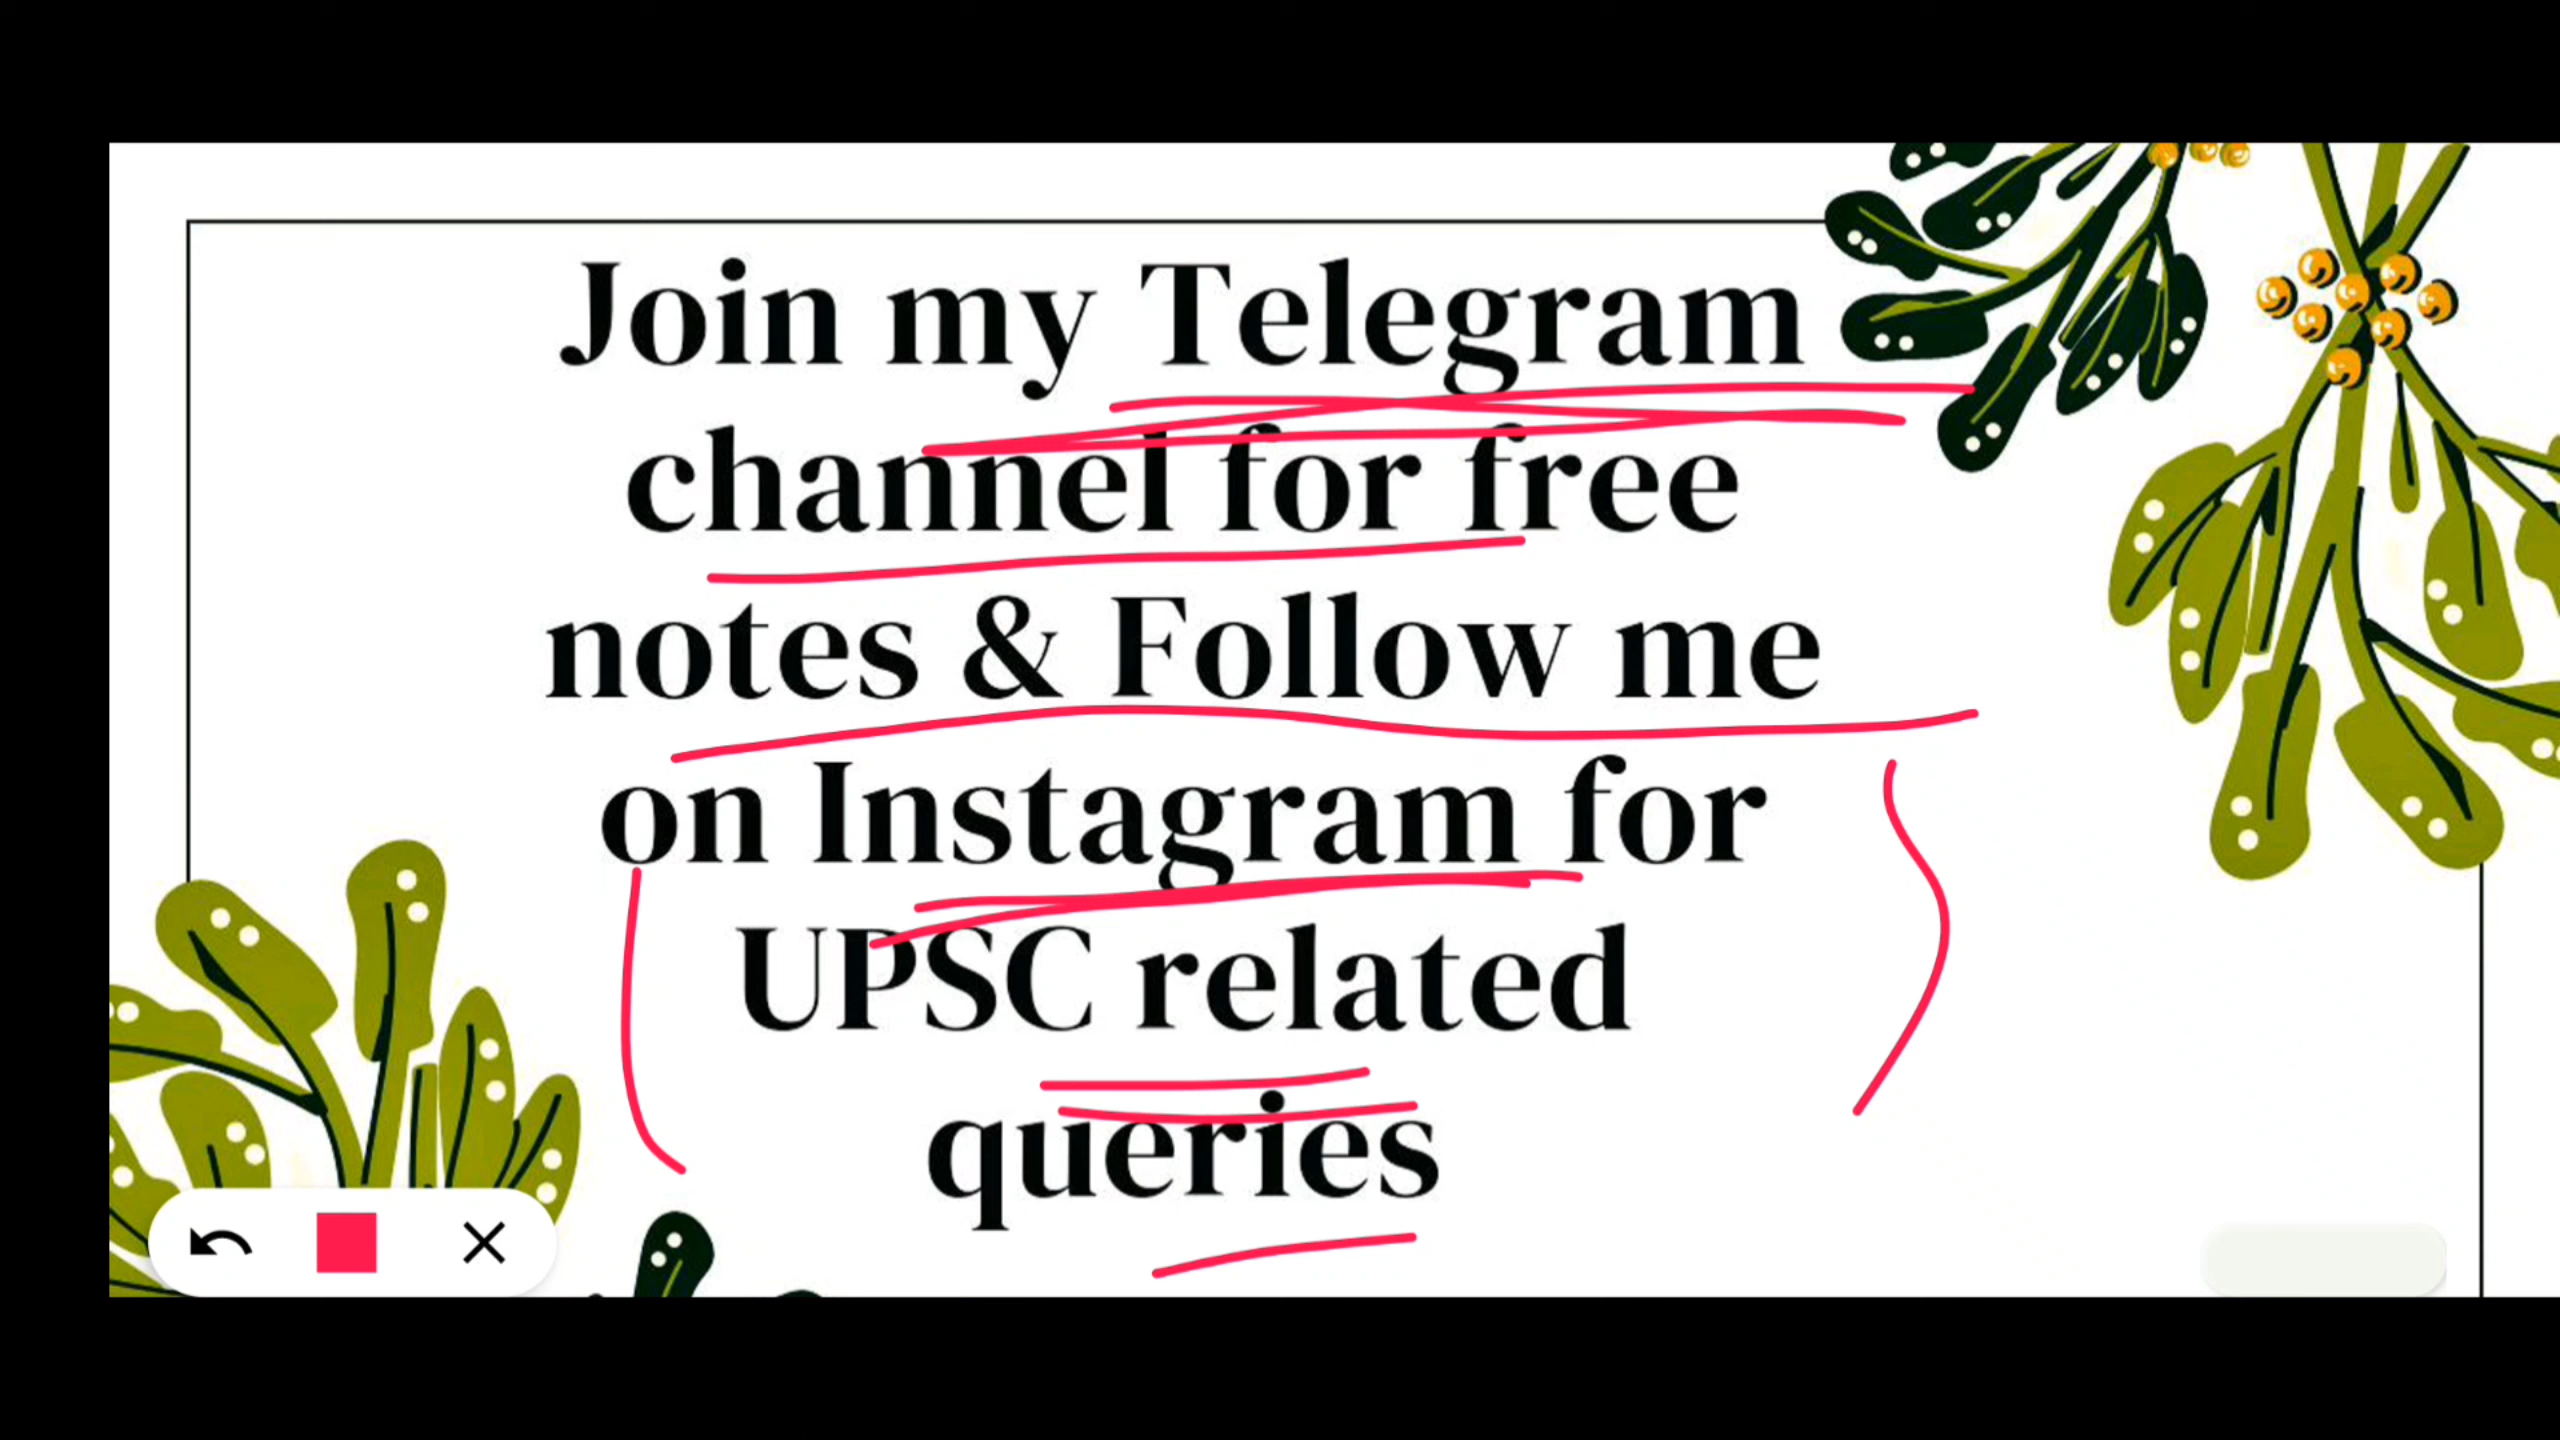 Join my Telegram
channel for free
notes & Follow me
on Instagram for
UPSC related
queries